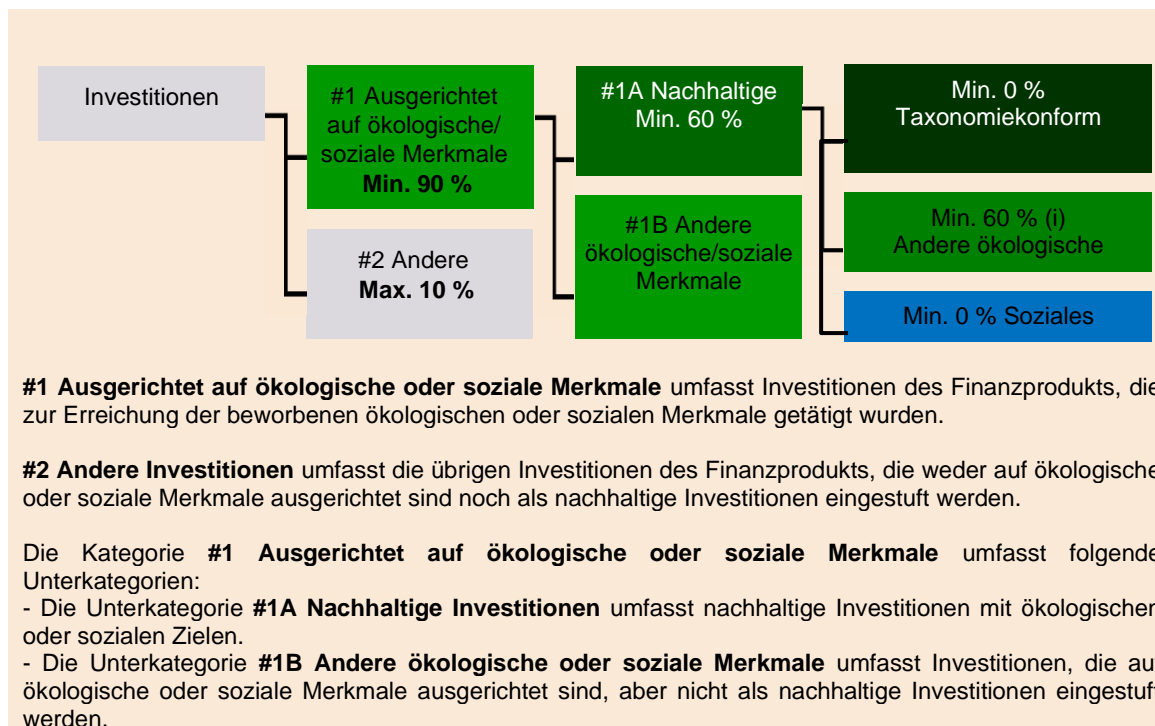 Investitionen
#1 Ausgerichtet
auf ökologische/
soziale Merkmale
Min. 90 %
#2 Andere
Max. 10 %
#1A Nachhaltige
Min. 60 %
#1B Andere
ökologische/soziale
Merkmale
Min. 0 %
Taxonomiekonform
Min. 60 % (i)
Andere ökologische
Min. 0 % Soziales
#1 Ausgerichtet auf ökologische oder soziale Merkmale umfasst Investitionen des Finanzprodukts, die
zur Erreichung der beworbenen ökologischen oder sozialen Merkmale getätigt wurden.
#2 Andere Investitionen umfasst die übrigen Investitionen des Finanzprodukts, die weder auf ökologische
oder soziale Merkmale ausgerichtet sind noch als nachhaltige Investitionen eingestuft werden.
Die Kategorie #1 Ausgerichtet auf ökologische oder soziale Merkmale umfasst folgende
Unterkategorien:
- Die Unterkategorie #1A Nachhaltige Investitionen umfasst nachhaltige Investitionen mit ökologischen
oder sozialen Zielen.
- Die Unterkategorie #1B Andere ökologische oder soziale Merkmale umfasst Investitionen, die auf
ökologische oder soziale Merkmale ausgerichtet sind, aber nicht als nachhaltige Investitionen eingestuft
werden.